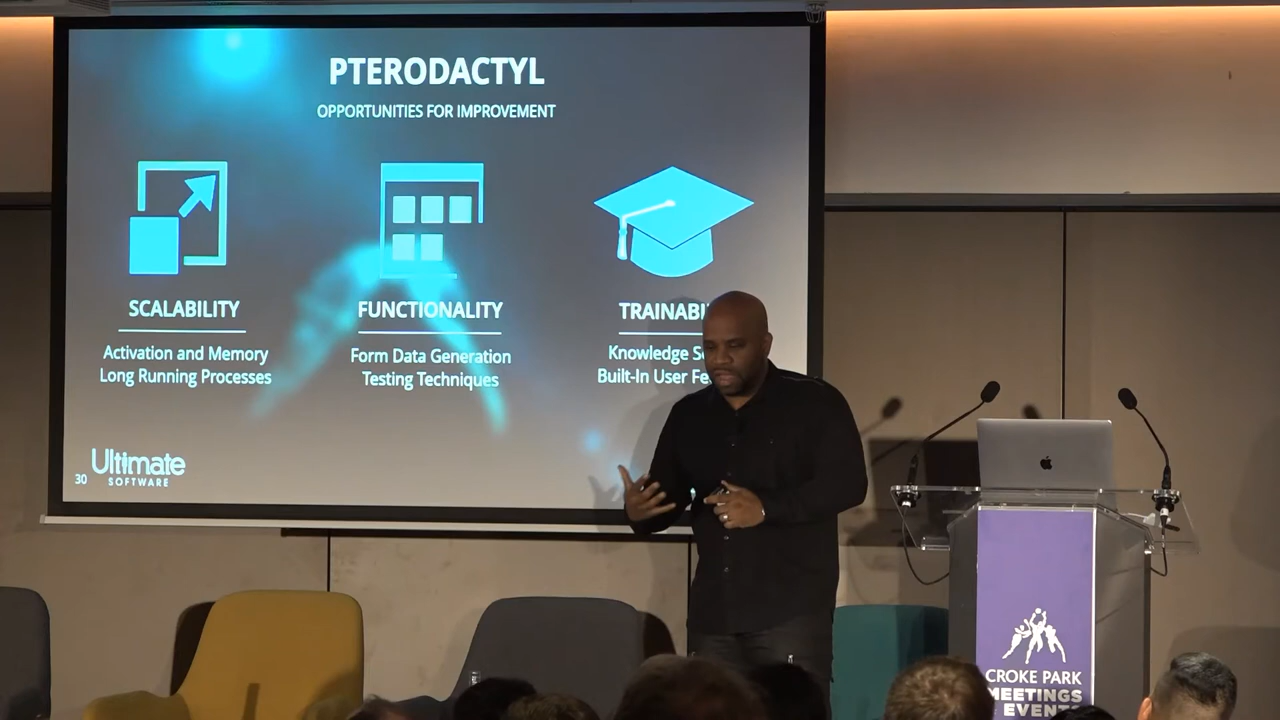 PTERODACTYL
OPPORTUNITIES FOR IMPROVEMENT
SCALABILITY
Activation and Memory
Long Running Processes
FUNCTIONALITY
Form Data Generation
Testing Techniques
Knowledge
Built-In User
30
Ultimate
SOFTWARE
CROKE PARK
MEETINGS
EVENTS